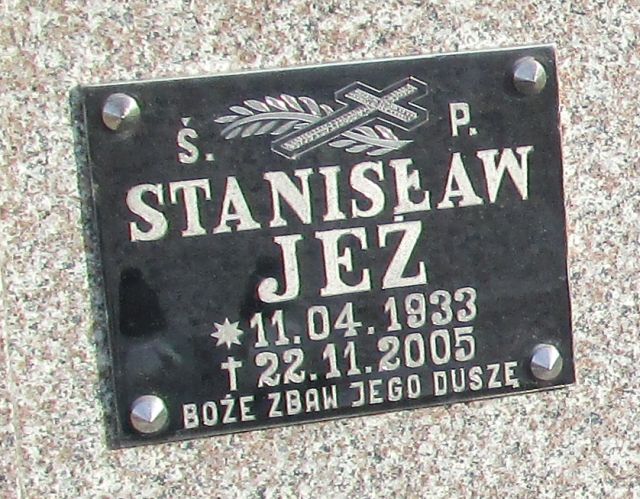 Ś. P.
STANISŁAW
JEŻ
11.04.1933
22.11.2005
BOŻE ZBAW JEGO DUSZĘ